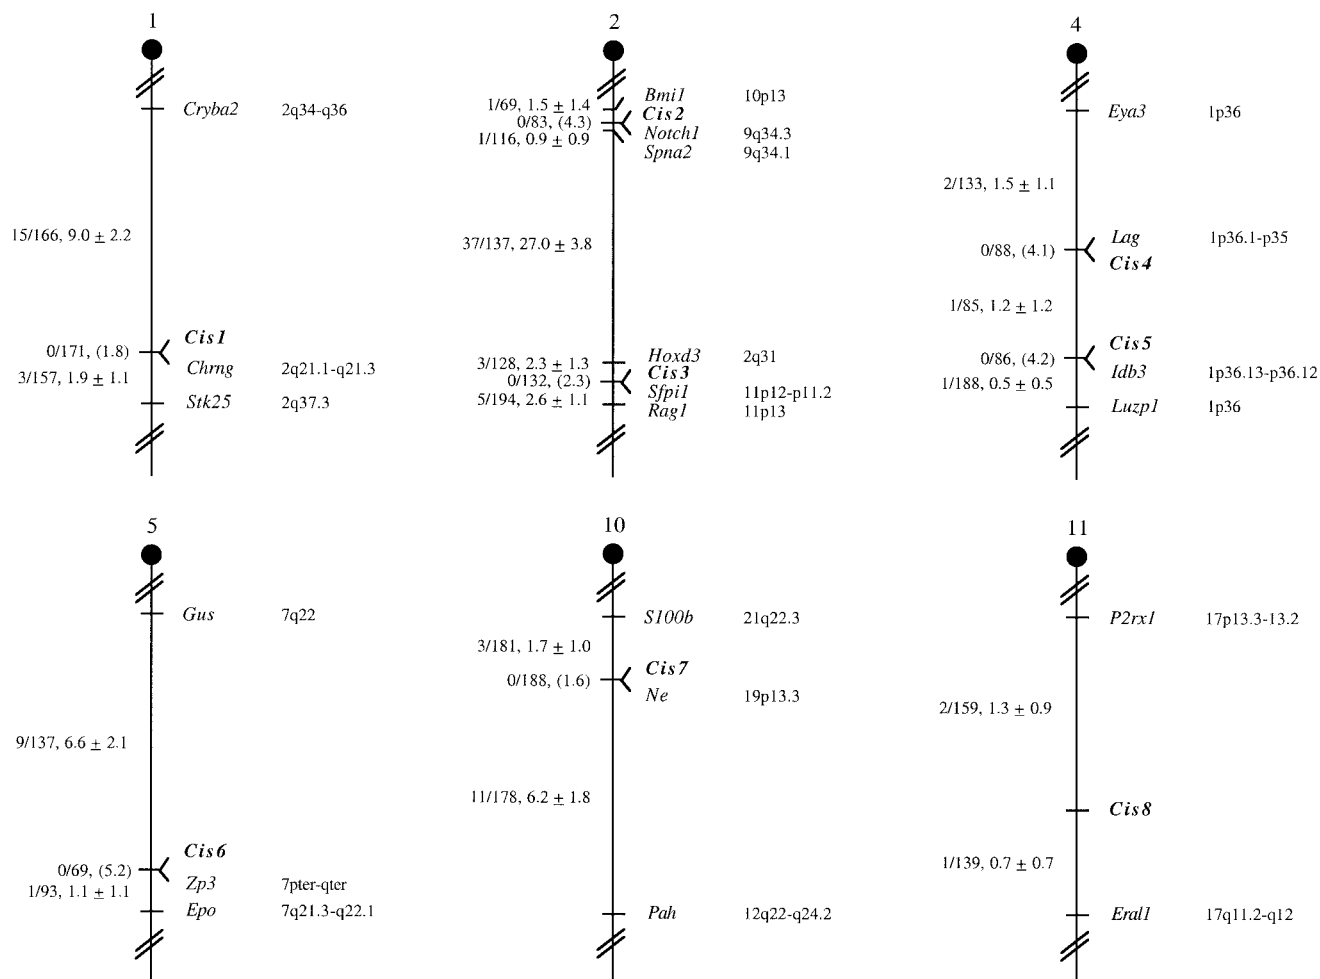 1
Cryba2 2q34-q36
15/166, 9.0 ± 2.2
Cis1
0/171, (1.8)
Chrng 2q21.1-q21.3
3/157, 1.9 ± 1.1
Stk25 2q37.3
2
Bmi1 10p13
1/69, 1.5 ± 1.4
Cis2
0/83, (4.3)
Notch1 9q34.3
1/116, 0.9 ± 0.9
Spna2 9q34.1
37/137, 27.0 ± 3.8
Hoxd3 2q31
3/128, 2.3 ± 1.3
Cis3
0/132, (2.3)
Sfpi1 11p12-p11.2
5/194, 2.6 ± 1.1
Rag1 11p13
4
Eya3 1p36
2/133, 1.5 ± 1.1
Lag 1p36.1-p35
0/88, (4.1)
Cis4
1/85, 1.2 ± 1.2
Cis5
0/86, (4.2)
Idb3 1p36.13-p36.12
1/188, 0.5 ± 0.5
Luzp1 1p36
5
Gus 7q22
9/137, 6.6 ± 2.1
Cis6
0/69, (5.2)
Zp3 7pter-qter
1/93, 1.1 ± 1.1
Epo 7q21.3-q22.1
10
S100b 21q22.3
3/181, 1.7 ± 1.0
Cis7
0/188, (1.6)
Ne 19p13.3
11/178, 6.2 ± 1.8
Pah 12q22-q24.2
11
P2rx1 17p13.3-13.2
2/159, 1.3 ± 0.9
Cis8
1/139, 0.7 ± 0.7
Eral1 17q11.2-q12